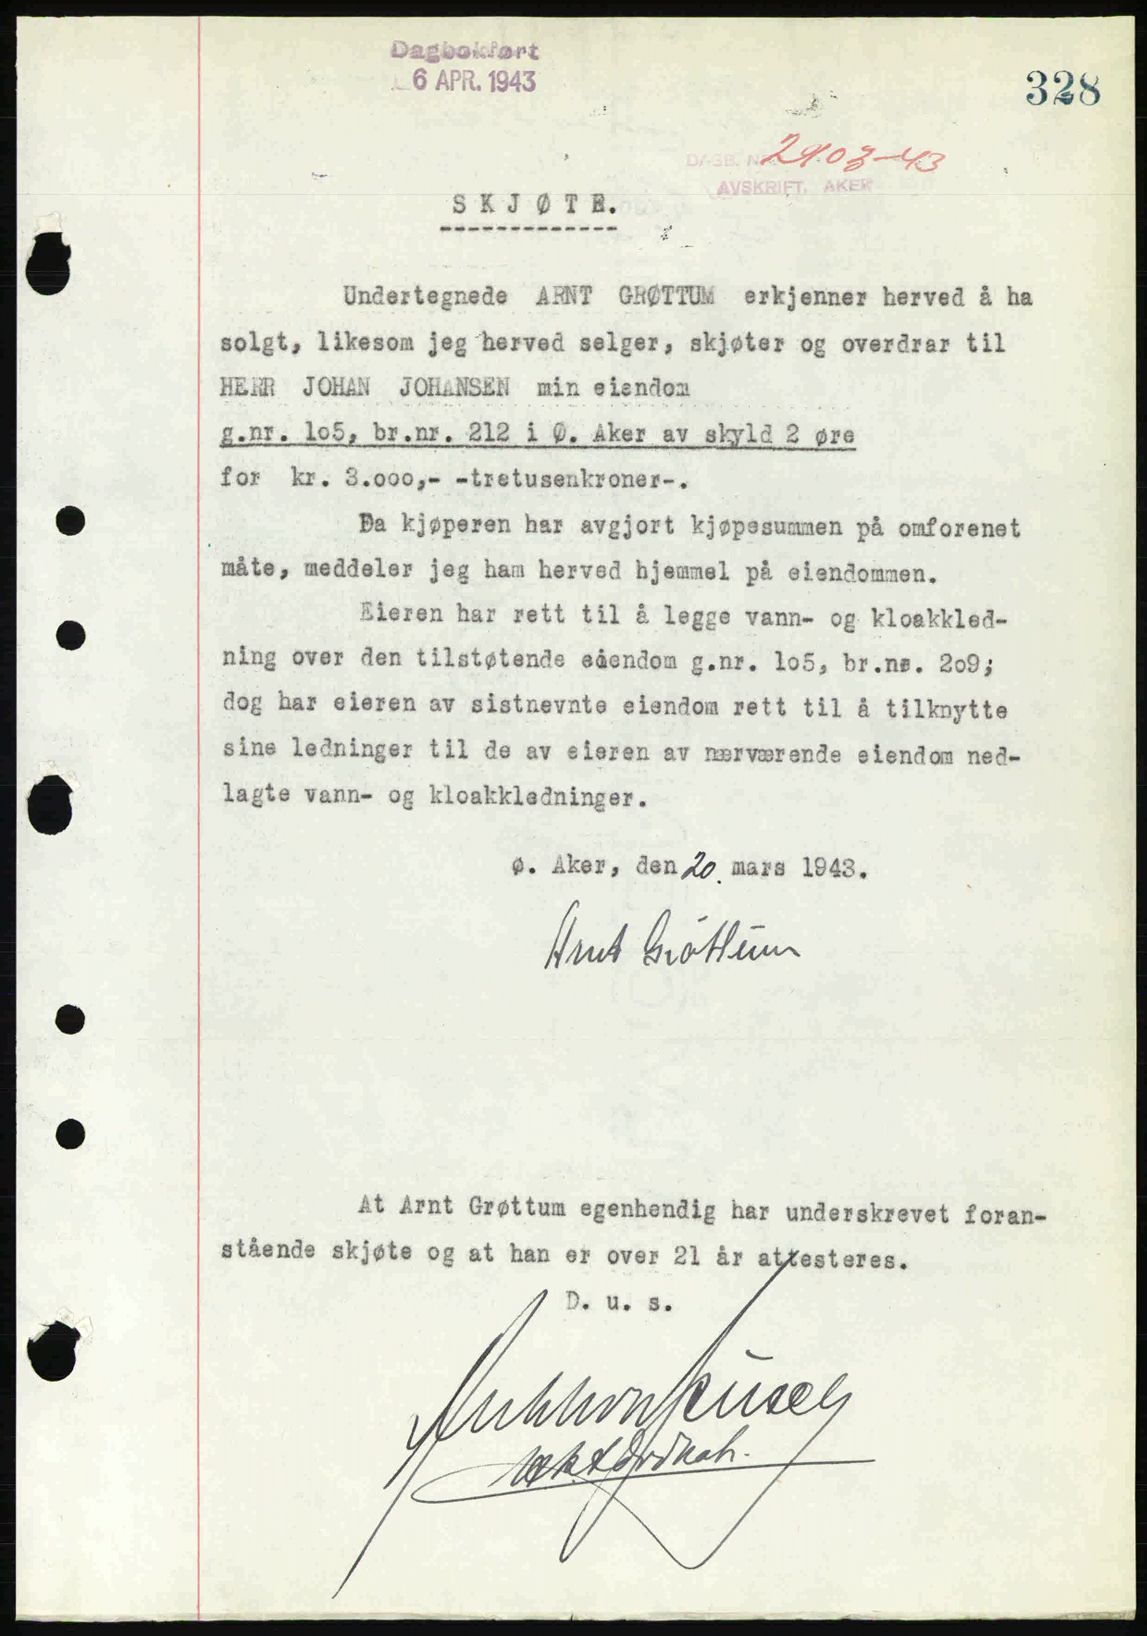 Dagbokført
6 APR. 1943
328
DAGB. N 2903-43
AVSKRIFT. AKER
SKJØTE.
Undertegnede ARNT GRØTTUM erkjenner herved å ha
solgt, likesom jeg herved selger, skjøter og overdrar til
HERR JOHAN JOHANSEN min eiendom
g.nr. 1o5, br.nr. 212 i Ø. Aker av skyld 2 øre
for kr. 3.ooo,- -tretusenkroner-.
Da kjøperen har avgjort kjøpesummen på omforenet
måte, meddeler jeg ham herved hjemmel på eiendommen.
Eieren har rett til å legge vann- og kloakkled-
ning over den tilstøtende eiendom g.nr. 1o5, br.nr. 2o9;
dog har eieren av sistnevnte eiendom rett til å tilknytte
sine ledninger til de av eieren av nærværende eiendom ned-
lagte vann- og kloakkledninger.
Ø. Aker, den 20. mars 1943.
Arnt Grøttum
At Arnt Grøttum egenhendig har underskrevet foran-
stående skjøte og at han er over 21 år attesteres.
D. u. s.